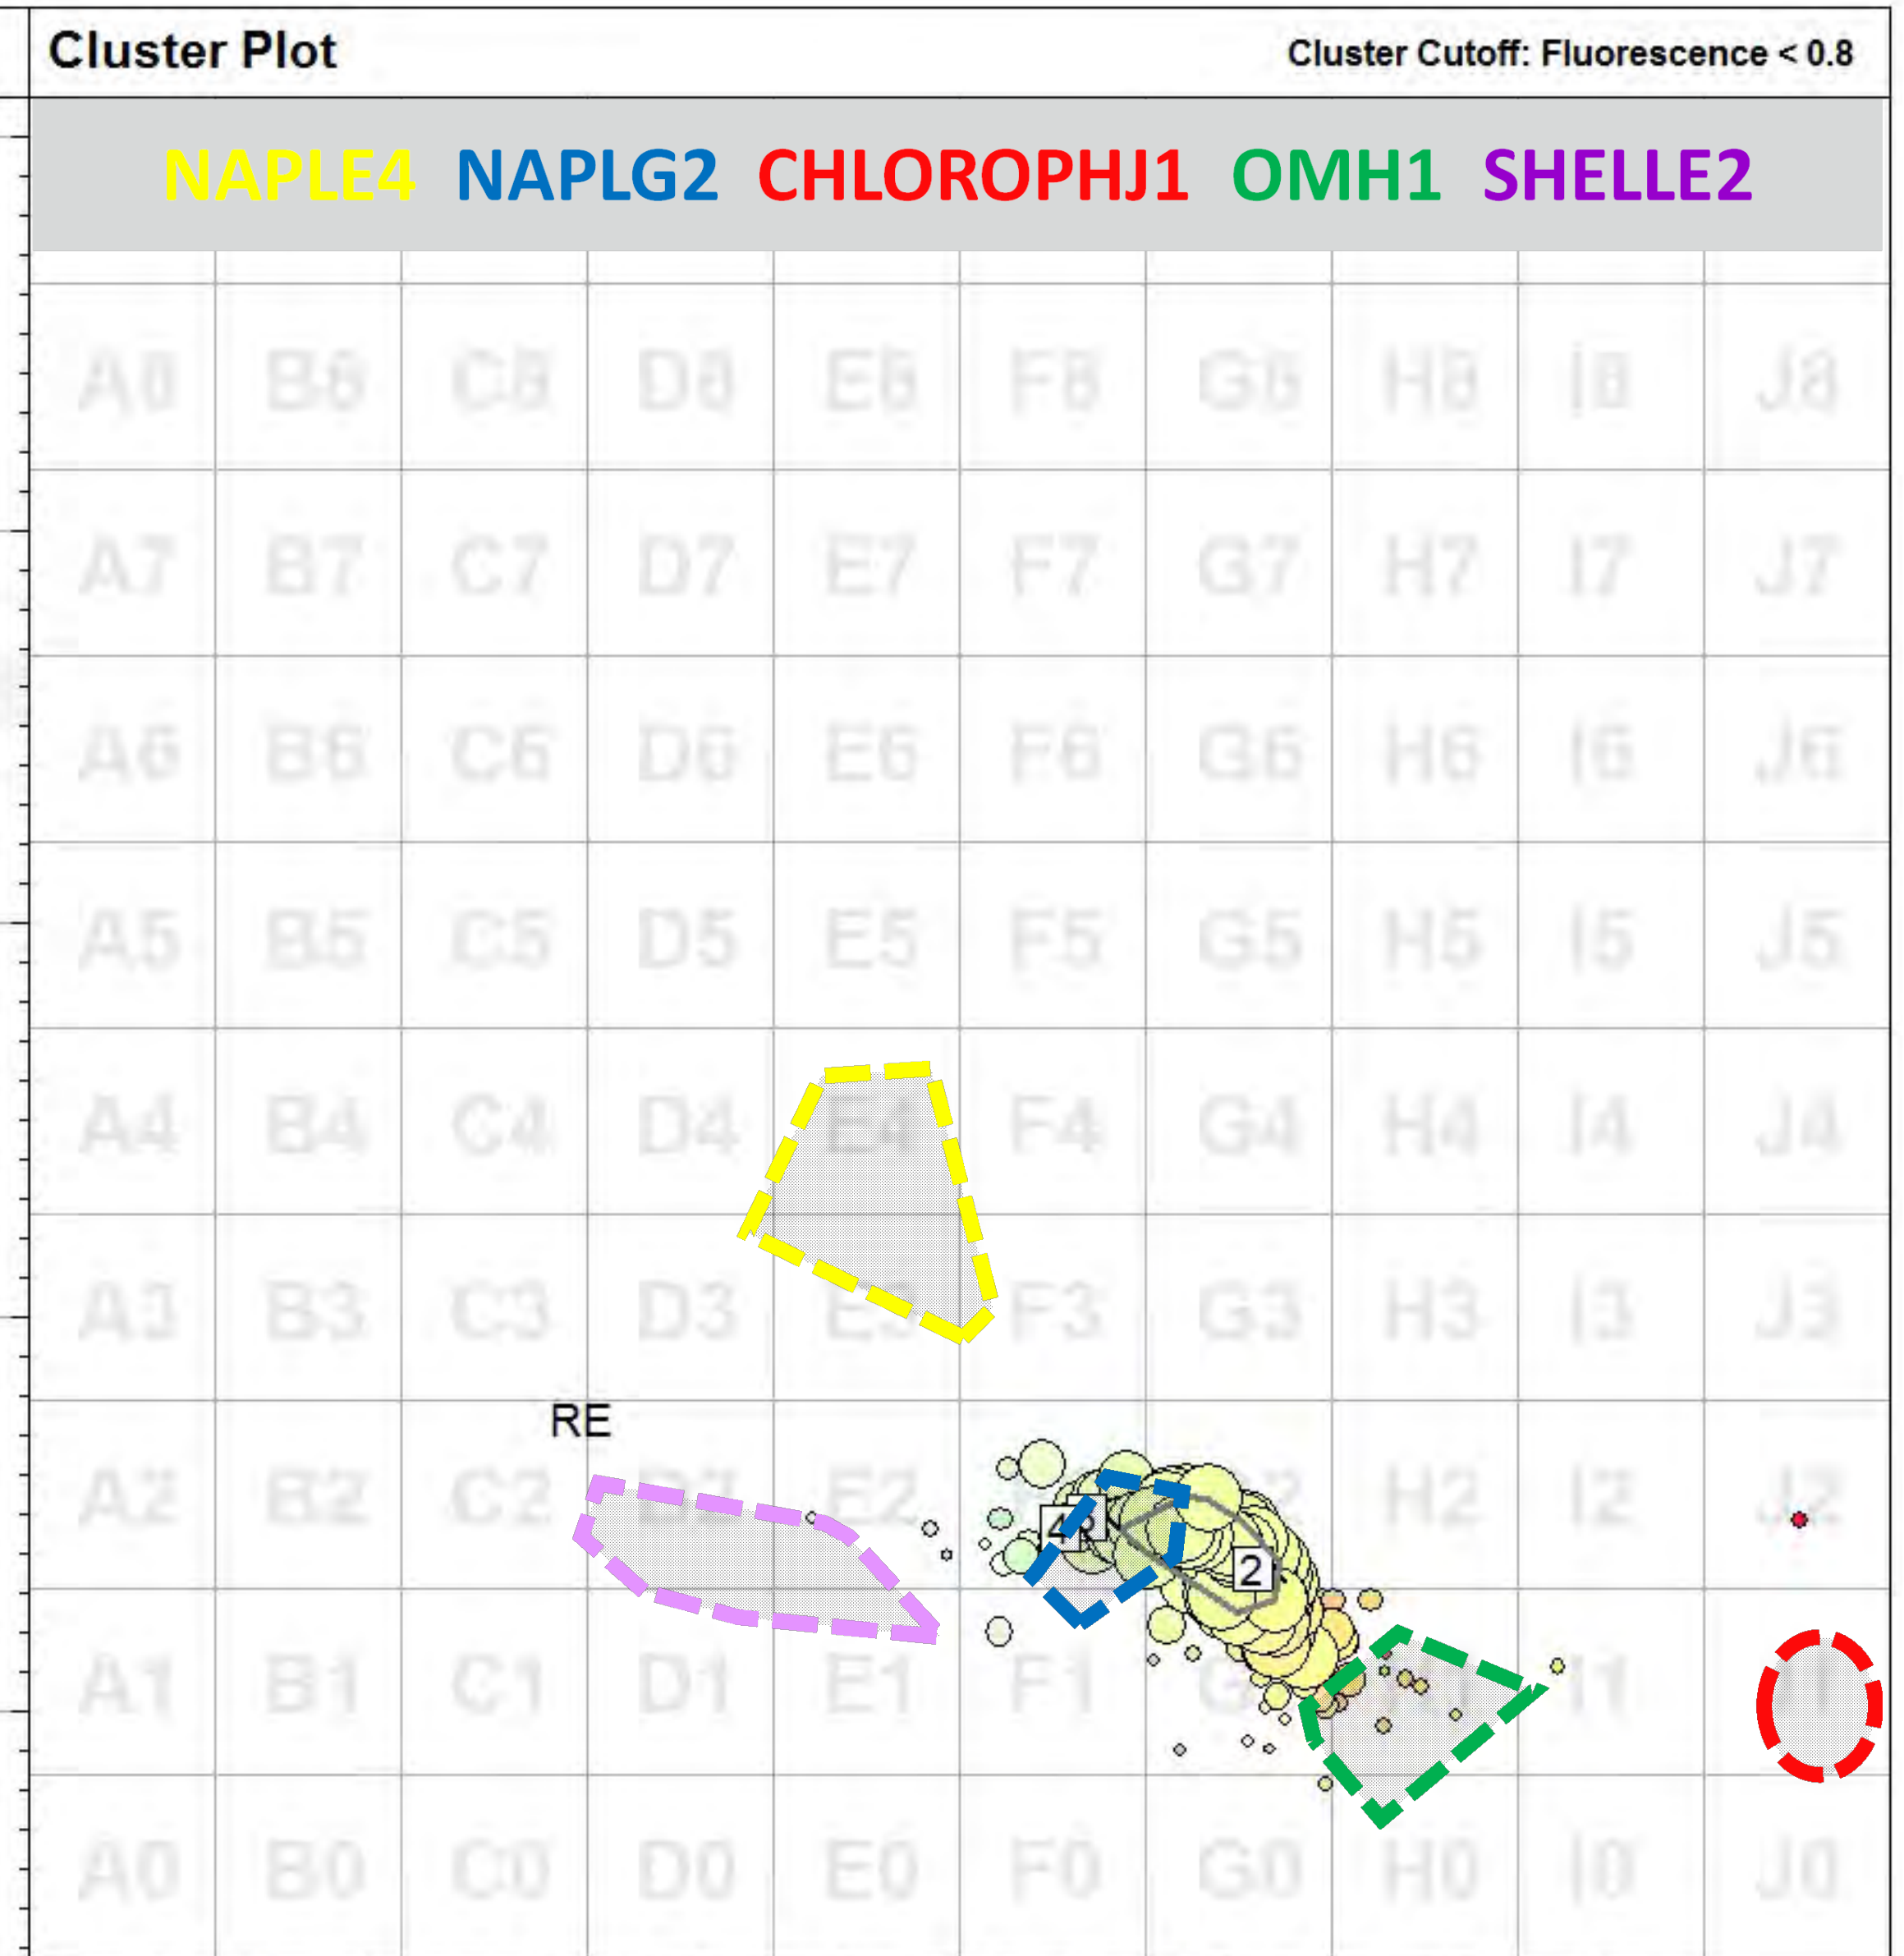 Cluster Plot Cluster Cutoff: Fluorescence < 0.8
NAPLE4 NAPLG2 CHLOROPHJ1 OMH1 SHELLE2
A8 B8 C8 D8 E8 F8 G8 H8 I8 J8
A7 B7 C7 D7 E7 F7 G7 H7 I7 J7
A6 B6 C6 D6 E6 F6 G6 H6 I6 J6
A5 B5 C5 D5 E5 F5 G5 H5 I5 J5
A4 B4 C4 D4 E4 F4 G4 H4 I4 J4
A3 B3 C3 D3 E3 F3 G3 H3 I3 J3
RE
A2 B2 C2 D2 E2 H2 I2 J2
4
2
A1 B1 C1 D1 E1 F1 I1
A0 B0 C0 D0 E0 F0 G0 H0 I0 J0